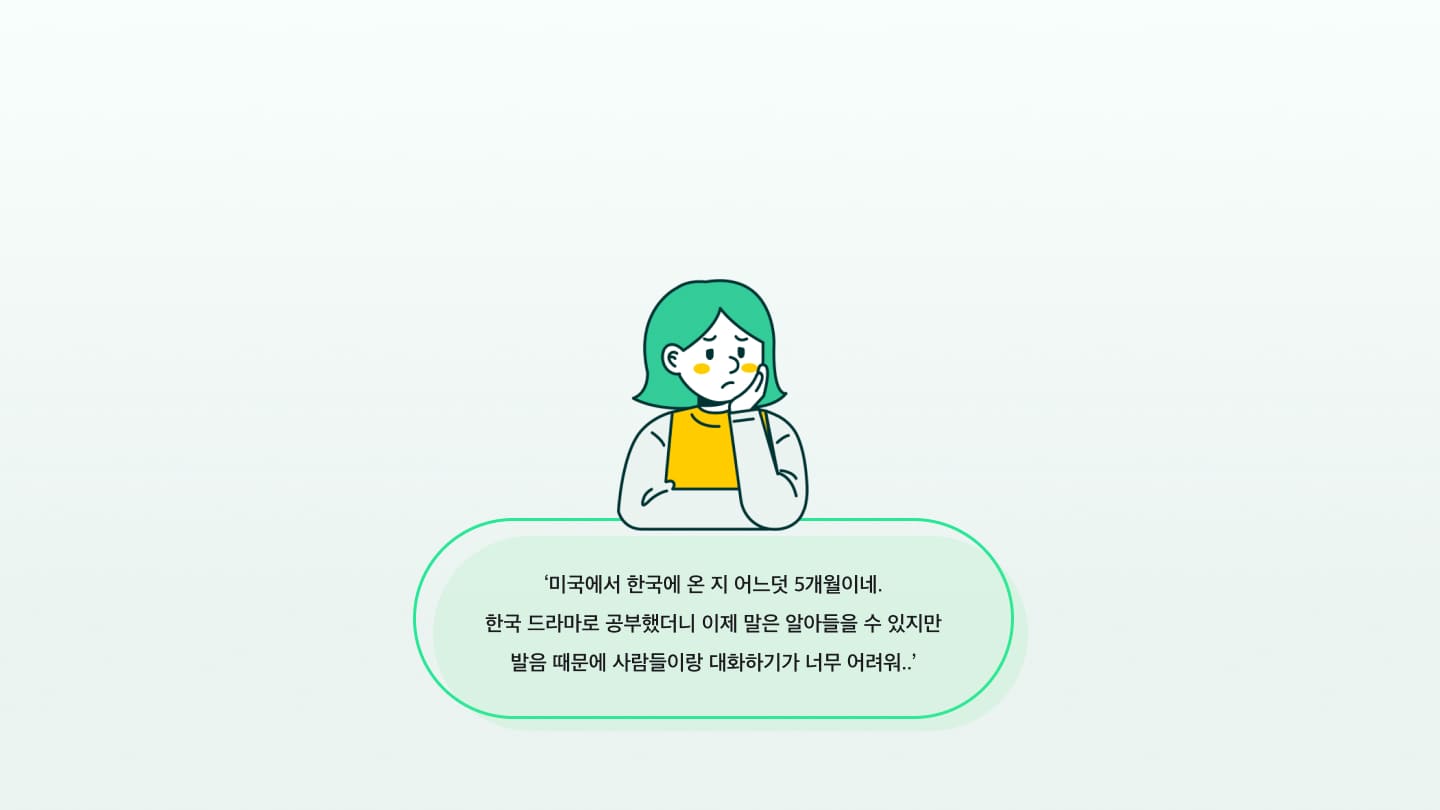 ‘미국에서 한국에 온 지 어느덧 5개월이네.
한국 드라마로 공부했더니 이제 말은 알아들을 수 있지만
발음 때문에 사람들이랑 대화하기가 너무 어려워..’